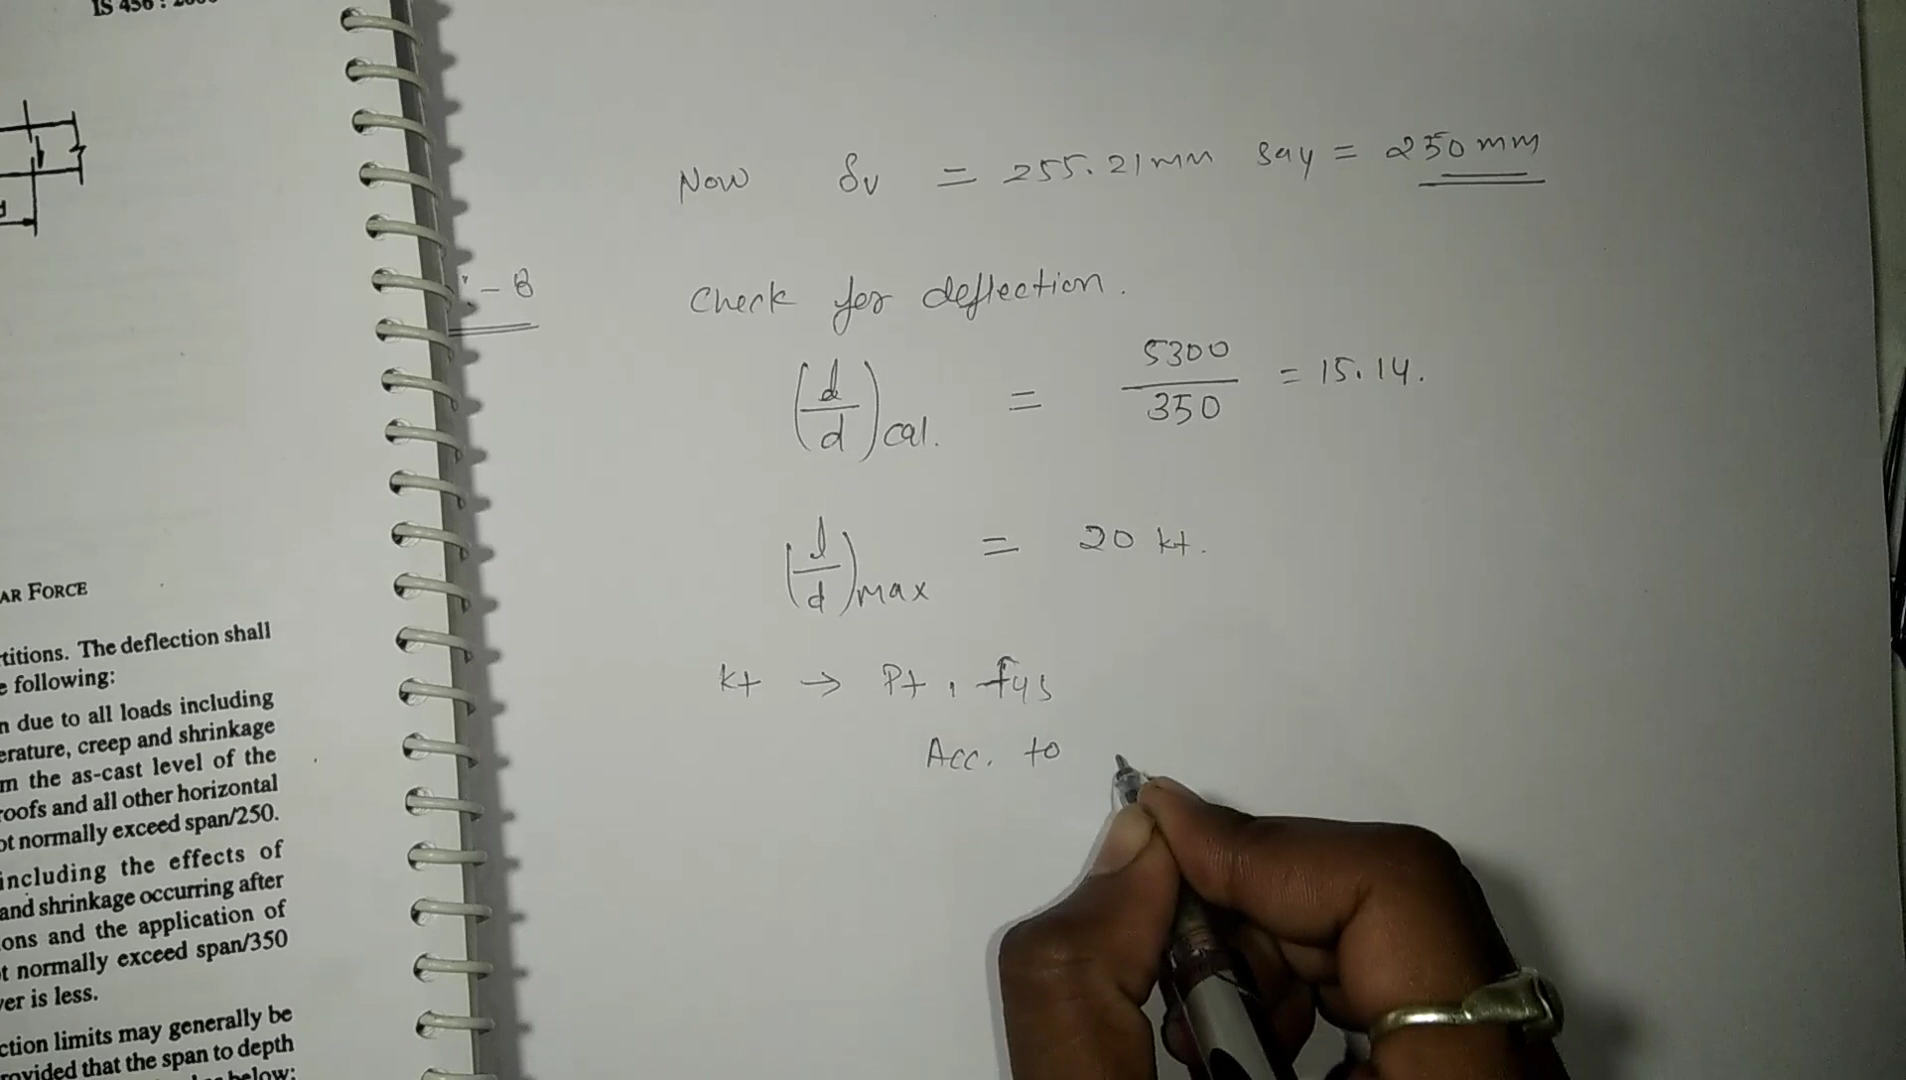 IS 456 :
AR FORCE
titions. The deflection shall
e following:
n due to all loads including
erature, creep and shrinkage
m the as-cast level of the
roofs and all other horizontal
ot normally exceed span/250.
including the effects of
and shrinkage occurring after
ons and the application of
t normally exceed span/350
er is less.
ction limits may generally be
rovided that the span to depth
below:
- 8
Now δv = 255.21mm say = 250 mm
Check for deflection.
(d/d)cal. = 5300/350 = 15.14.
(l/d)max = 20 kt.
kt → Pt, fys
Acc. to